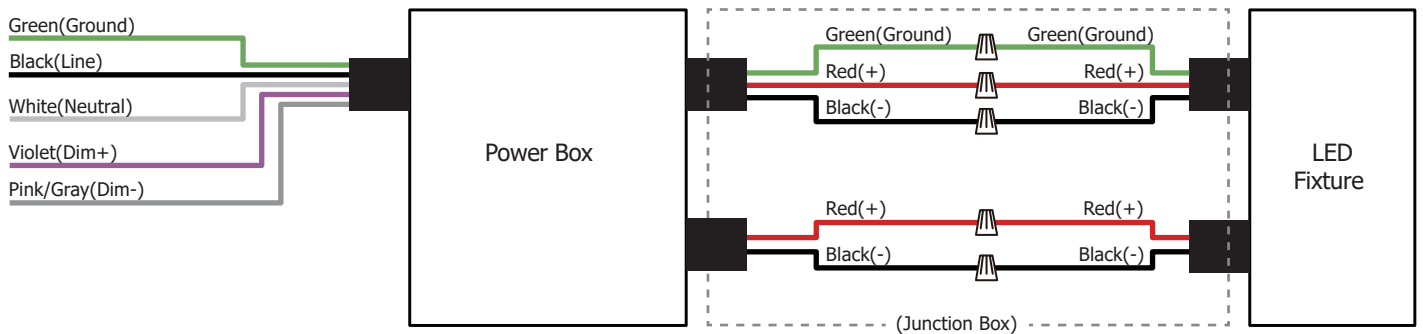 Green(Ground)
Black(Line)
White(Neutral)
Violet(Dim+)
Pink/Gray(Dim-)
Power Box
Green(Ground) Green(Ground)
Red(+) Red(+)
Black(-) Black(-)
Red(+) Red(+)
Black(-) Black(-)
(Junction Box)
LED
Fixture